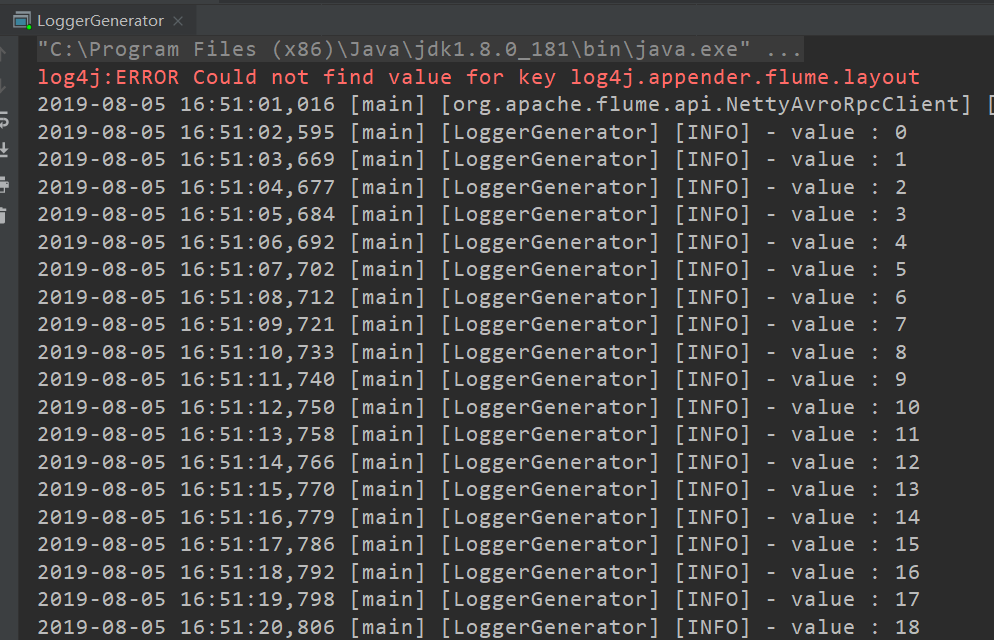 LoggerGenerator
"C:\Program Files (x86)\Java\jdk1.8.0_181\bin\java.exe" ...
log4j:ERROR Could not find value for key log4j.appender.flume.layout
2019-08-05 16:51:01,016 [main] [org.apache.flume.api.NettyAvroRpcClient] [
2019-08-05 16:51:02,595 [main] [LoggerGenerator] [INFO] - value : 0
2019-08-05 16:51:03,669 [main] [LoggerGenerator] [INFO] - value : 1
2019-08-05 16:51:04,677 [main] [LoggerGenerator] [INFO] - value : 2
2019-08-05 16:51:05,684 [main] [LoggerGenerator] [INFO] - value : 3
2019-08-05 16:51:06,692 [main] [LoggerGenerator] [INFO] - value : 4
2019-08-05 16:51:07,702 [main] [LoggerGenerator] [INFO] - value : 5
2019-08-05 16:51:08,712 [main] [LoggerGenerator] [INFO] - value : 6
2019-08-05 16:51:09,721 [main] [LoggerGenerator] [INFO] - value : 7
2019-08-05 16:51:10,733 [main] [LoggerGenerator] [INFO] - value : 8
2019-08-05 16:51:11,740 [main] [LoggerGenerator] [INFO] - value : 9
2019-08-05 16:51:12,750 [main] [LoggerGenerator] [INFO] - value : 10
2019-08-05 16:51:13,758 [main] [LoggerGenerator] [INFO] - value : 11
2019-08-05 16:51:14,766 [main] [LoggerGenerator] [INFO] - value : 12
2019-08-05 16:51:15,770 [main] [LoggerGenerator] [INFO] - value : 13
2019-08-05 16:51:16,779 [main] [LoggerGenerator] [INFO] - value : 14
2019-08-05 16:51:17,786 [main] [LoggerGenerator] [INFO] - value : 15
2019-08-05 16:51:18,792 [main] [LoggerGenerator] [INFO] - value : 16
2019-08-05 16:51:19,798 [main] [LoggerGenerator] [INFO] - value : 17
2019-08-05 16:51:20,806 [main] [LoggerGenerator] [INFO] - value : 18